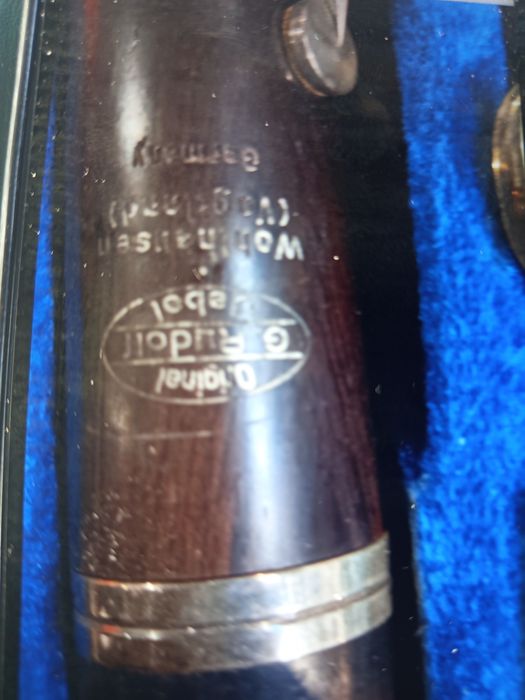 Original
G.Rudolf
Uebel
Wohlhausen
(Vogtland)
Germany